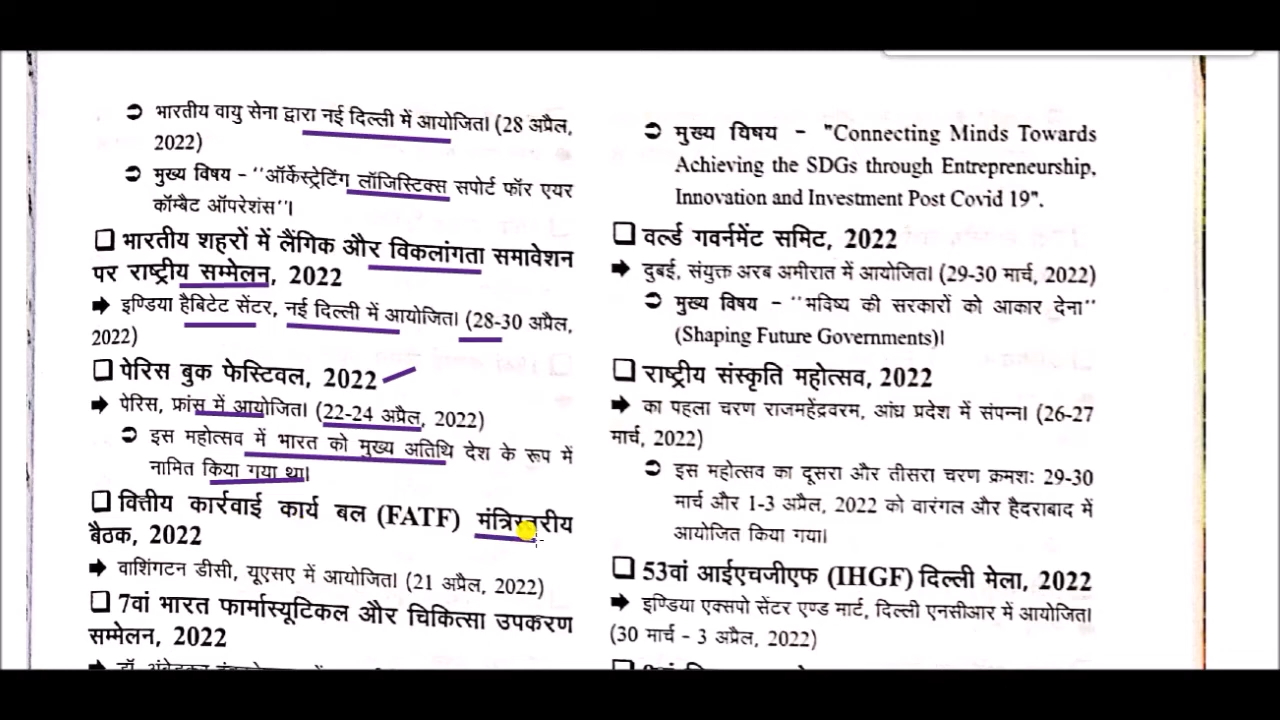 भारतीय वायु सेना द्वारा नई दिल्ली में आयोजित। (28 अप्रैल,
2022)
मुख्य विषय - "ऑर्केस्ट्रेटिंग लॉजिस्टिक्स सपोर्ट फॉर एयर
कॉम्बैट ऑपरेशंस"।
भारतीय शहरों में लैंगिक और विकलांगता समावेशन
पर राष्ट्रीय सम्मेलन, 2022
इण्डिया हैबिटेट सेंटर, नई दिल्ली में आयोजित। (28-30 अप्रैल,
2022)
पेरिस बुक फेस्टिवल, 2022
पेरिस, फ्रांस में आयोजित। (22-24 अप्रैल, 2022)
इस महोत्सव में भारत को मुख्य अतिथि देश के रूप में
नामित किया गया था।
वित्तीय कार्रवाई कार्य बल (FATF) मंत्रिस्तरीय
बैठक, 2022
वाशिंगटन डीसी, यूएसए में आयोजित। (21 अप्रैल, 2022)
7वां भारत फार्मास्यूटिकल और चिकित्सा उपकरण
सम्मेलन, 2022
मुख्य विषय - "Connecting Minds Towards
Achieving the SDGs through Entrepreneurship,
Innovation and Investment Post Covid 19".
वर्ल्ड गवर्नमेंट समिट, 2022
दुबई, संयुक्त अरब अमीरात में आयोजित। (29-30 मार्च, 2022)
मुख्य विषय - "भविष्य की सरकारों को आकार देना"
(Shaping Future Governments)।
राष्ट्रीय संस्कृति महोत्सव, 2022
का पहला चरण राजमहेंद्रवरम, आंध्र प्रदेश में संपन्न। (26-27
मार्च, 2022)
इस महोत्सव का दूसरा और तीसरा चरण क्रमशः 29-30
मार्च और 1-3 अप्रैल, 2022 को वारंगल और हैदराबाद में
आयोजित किया गया।
53वां आईएचजीएफ (IHGF) दिल्ली मेला, 2022
इण्डिया एक्सपो सेंटर एण्ड मार्ट, दिल्ली एनसीआर में आयोजित।
(30 मार्च - 3 अप्रैल, 2022)